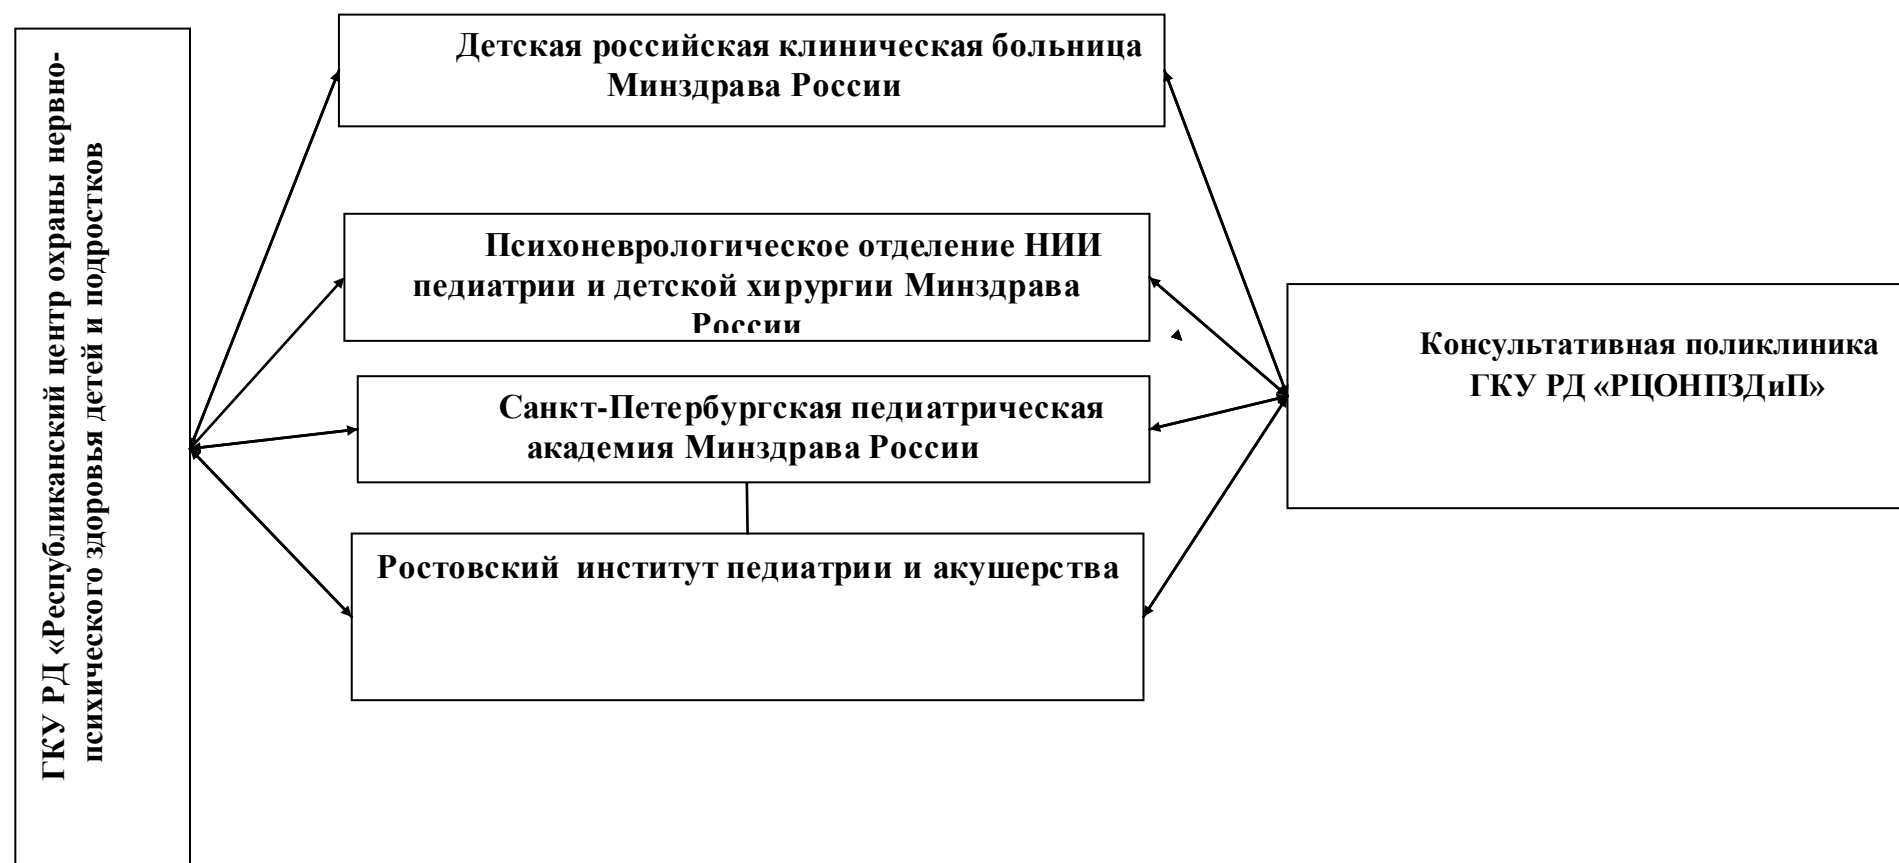 ГКУ РД «Республиканский центр охраны нервно-
психического здоровья детей и подростков
Детская российская клиническая больница
Минздрава России
Психоневрологическое отделение НИИ
педиатрии и детской хирургии Минздрава
России
Санкт-Петербургская педиатрическая
академия Минздрава России
Ростовский институт педиатрии и акушерства
Консультативная поликлиника
ГКУ РД «РЦОНПЗДиП»